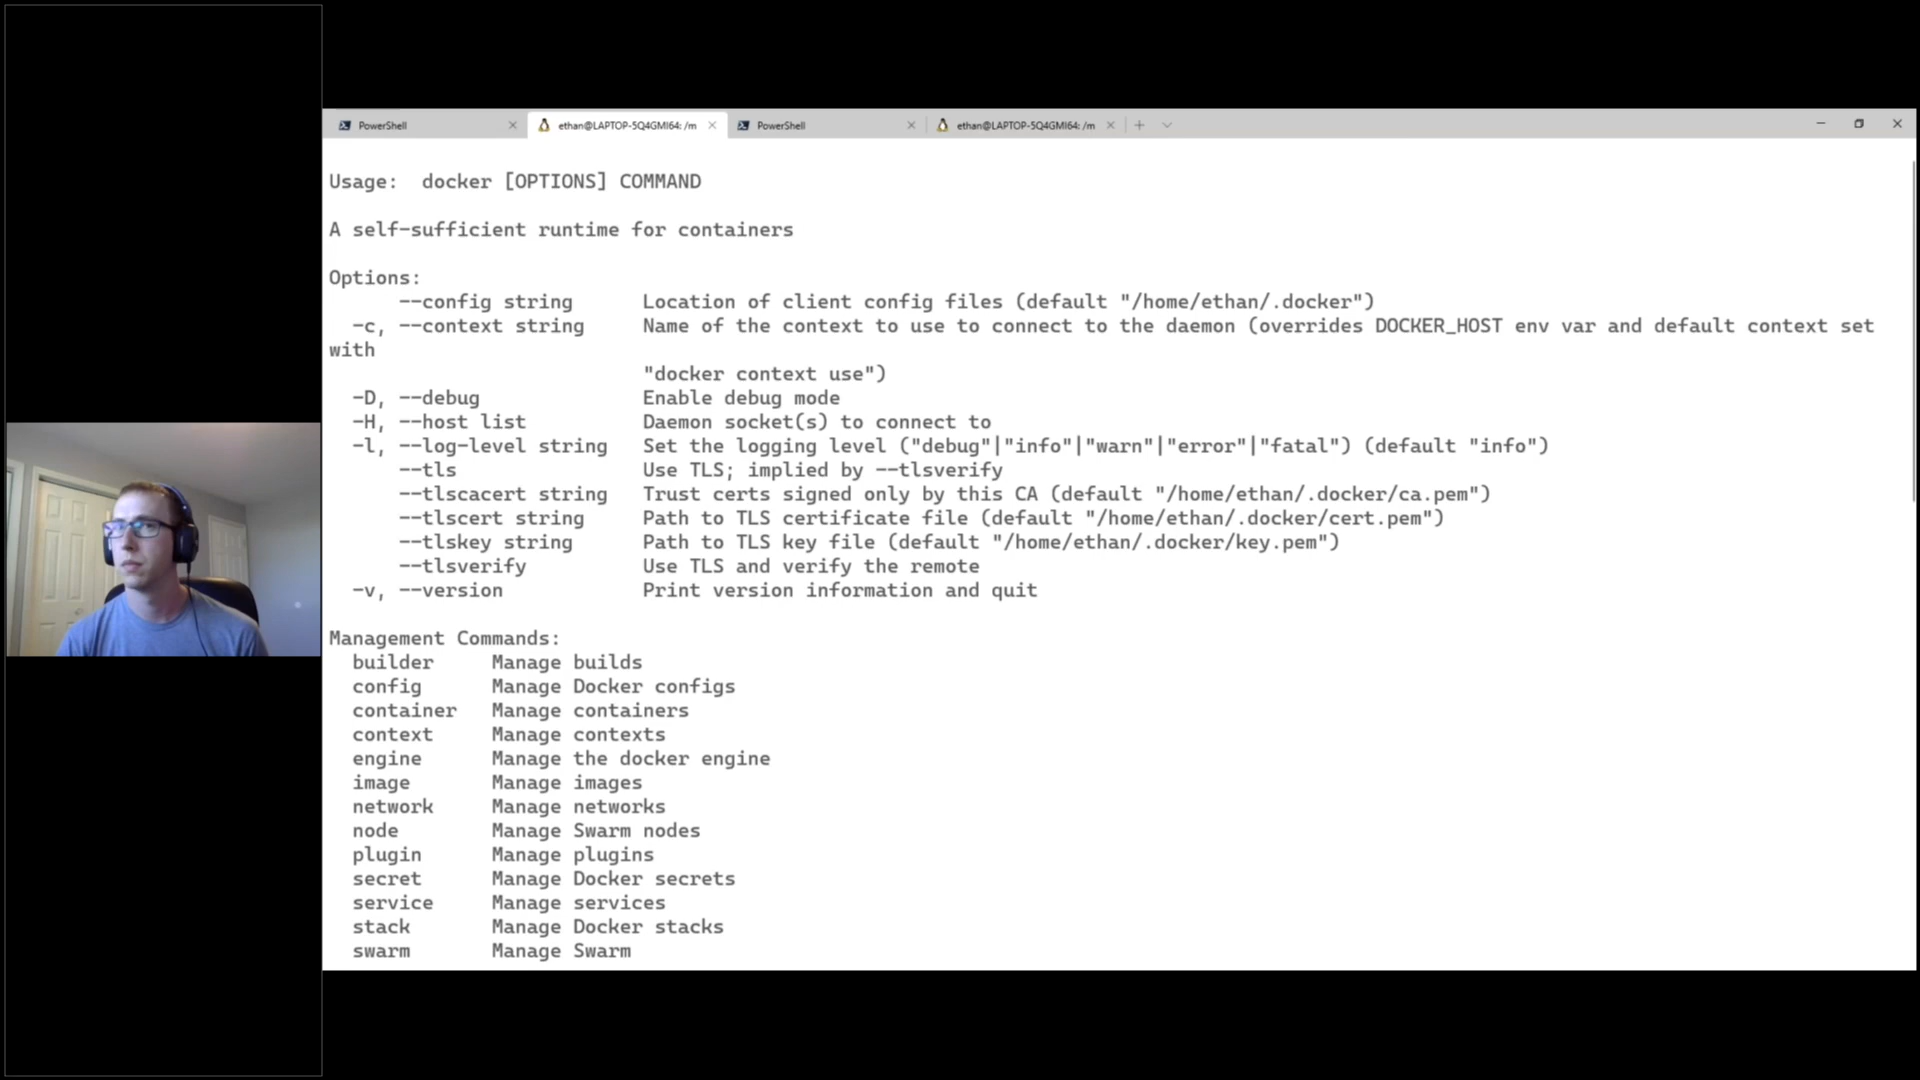 PowerShell
ethan@LAPTOP-5Q4GMI64: /m
PowerShell
ethan@LAPTOP-5Q4GMI64: /m
Usage:  docker [OPTIONS] COMMAND
A self-sufficient runtime for containers
Options:
      --config string      Location of client config files (default "/home/ethan/.docker")
  -c, --context string     Name of the context to use to connect to the daemon (overrides DOCKER_HOST env var and default context set
with
                           "docker context use")
  -D, --debug              Enable debug mode
  -H, --host list          Daemon socket(s) to connect to
  -l, --log-level string   Set the logging level ("debug"|"info"|"warn"|"error"|"fatal") (default "info")
      --tls                Use TLS; implied by --tlsverify
      --tlscacert string   Trust certs signed only by this CA (default "/home/ethan/.docker/ca.pem")
      --tlscert string     Path to TLS certificate file (default "/home/ethan/.docker/cert.pem")
      --tlskey string      Path to TLS key file (default "/home/ethan/.docker/key.pem")
      --tlsverify          Use TLS and verify the remote
  -v, --version            Print version information and quit
Management Commands:
  builder     Manage builds
  config      Manage Docker configs
  container   Manage containers
  context     Manage contexts
  engine      Manage the docker engine
  image       Manage images
  network     Manage networks
  node        Manage Swarm nodes
  plugin      Manage plugins
  secret      Manage Docker secrets
  service     Manage services
  stack       Manage Docker stacks
  swarm       Manage Swarm